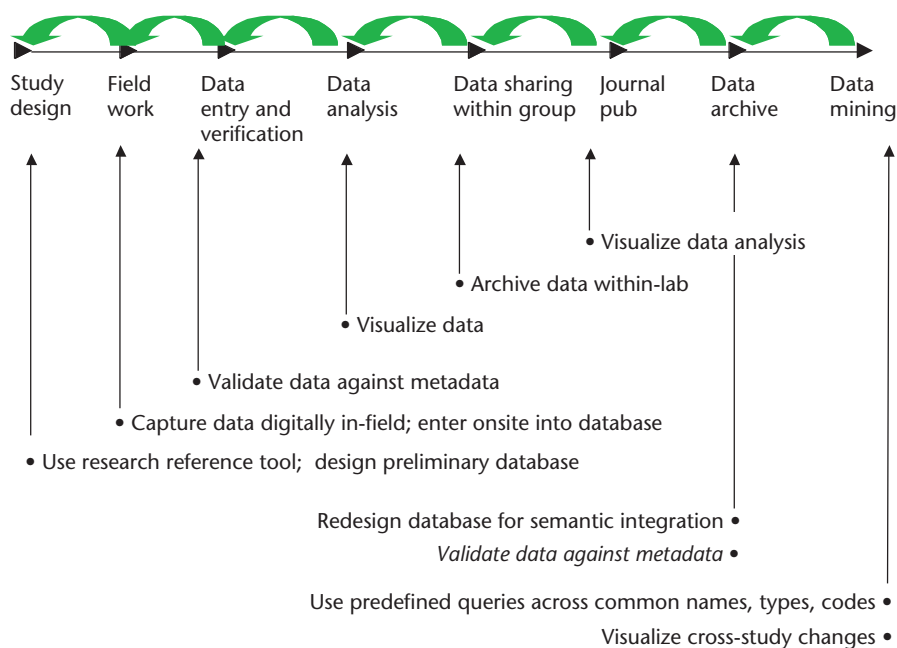 Study design
Field work
Data entry and verification
Data analysis
Data sharing within group
Journal pub
Data archive
Data mining
• Visualize data analysis
• Archive data within-lab
• Visualize data
• Validate data against metadata
• Capture data digitally in-field; enter onsite into database
• Use research reference tool; design preliminary database
Redesign database for semantic integration •
Validate data against metadata •
Use predefined queries across common names, types, codes •
Visualize cross-study changes •